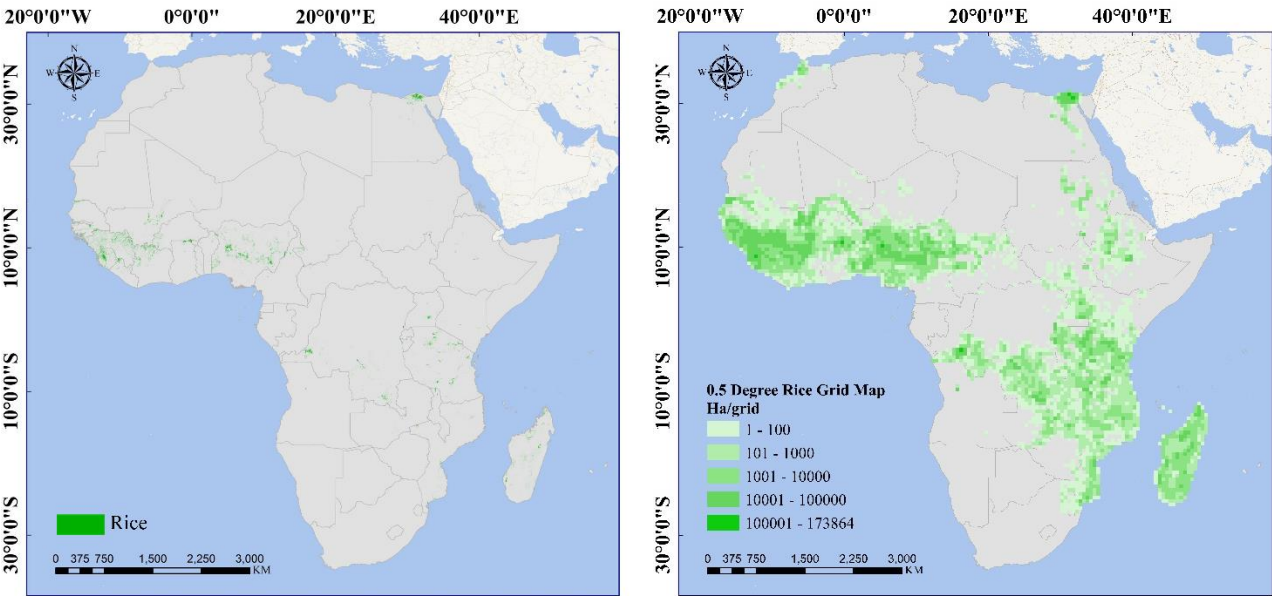 20°0'0"W 0°0'0" 20°0'0"E 40°0'0"E
30°0'0"N
10°0'0"N
10°0'0"S
30°0'0"S
N
W E
S
Rice
0 375 750 1,500 2,250 3,000
KM
20°0'0"W 0°0'0" 20°0'0"E 40°0'0"E
30°0'0"N
10°0'0"N
10°0'0"S
30°0'0"S
N
W E
S
0.5 Degree Rice Grid Map
Ha/grid
1 - 100
101 - 1000
1001 - 10000
10001 - 100000
100001 - 173864
0 375 750 1,500 2,250 3,000
KM